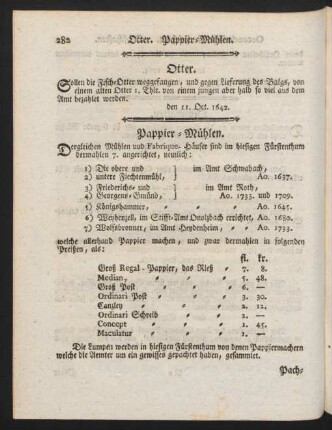 282 Otter. Pappier-Mühlen.
Otter.
Sollen die Fisch-Otter weggefangen, und gegen Lieferung des Balgs, von
einem alten Otter 1. Thlr. von einem jungen aber halb so viel aus dem
Amt bezahlet werden.
den 11. Oct. 1642.
Pappier-Mühlen.
Dergleichen Mühlen und Fabriquen-Häuser sind im hiesigen Fürstenthum
dermahlen 7. angerichtet, nemlich:
1) Die obere und } im Amt Schwabach,
2) untere Fiechtenmühl, } Ao. 1637.
3) Friederichs- und } im Amt Roth,
4) Georgens-Gmünd, } Ao. 1733. und 1709.
5) Königshammer, „ „ „ Ao. 1645.
6) Weyhenzell, im Stifft-Amt Onolzbach errichtet, Ao. 1680.
7) Wolfsbronner, im Amt Heydenheim, „ Ao. 1733.
welche allerhand Pappier machen, und zwar dermahlen in folgenden
Preißen, als:
fl. kr.
Groß Regal-Pappier, das Rieß „ 7. 8.
Median, „ „ „ 5. 48.
Groß Post „ „ „ 6. —
Ordinari Post „ „ „ 3. 30.
Canzley „ „ „ 2. —
Ordinari Schreib „ „ 2. —
Concept „ „ „ 1. 45.
Maculatur „ „ „ 1. —
Die Lumpen werden in hiesigen Fürstenthum von denen Pappiermachern
welche die Aemter um ein gewisses gepachtet haben, gesammlet.
Pach-